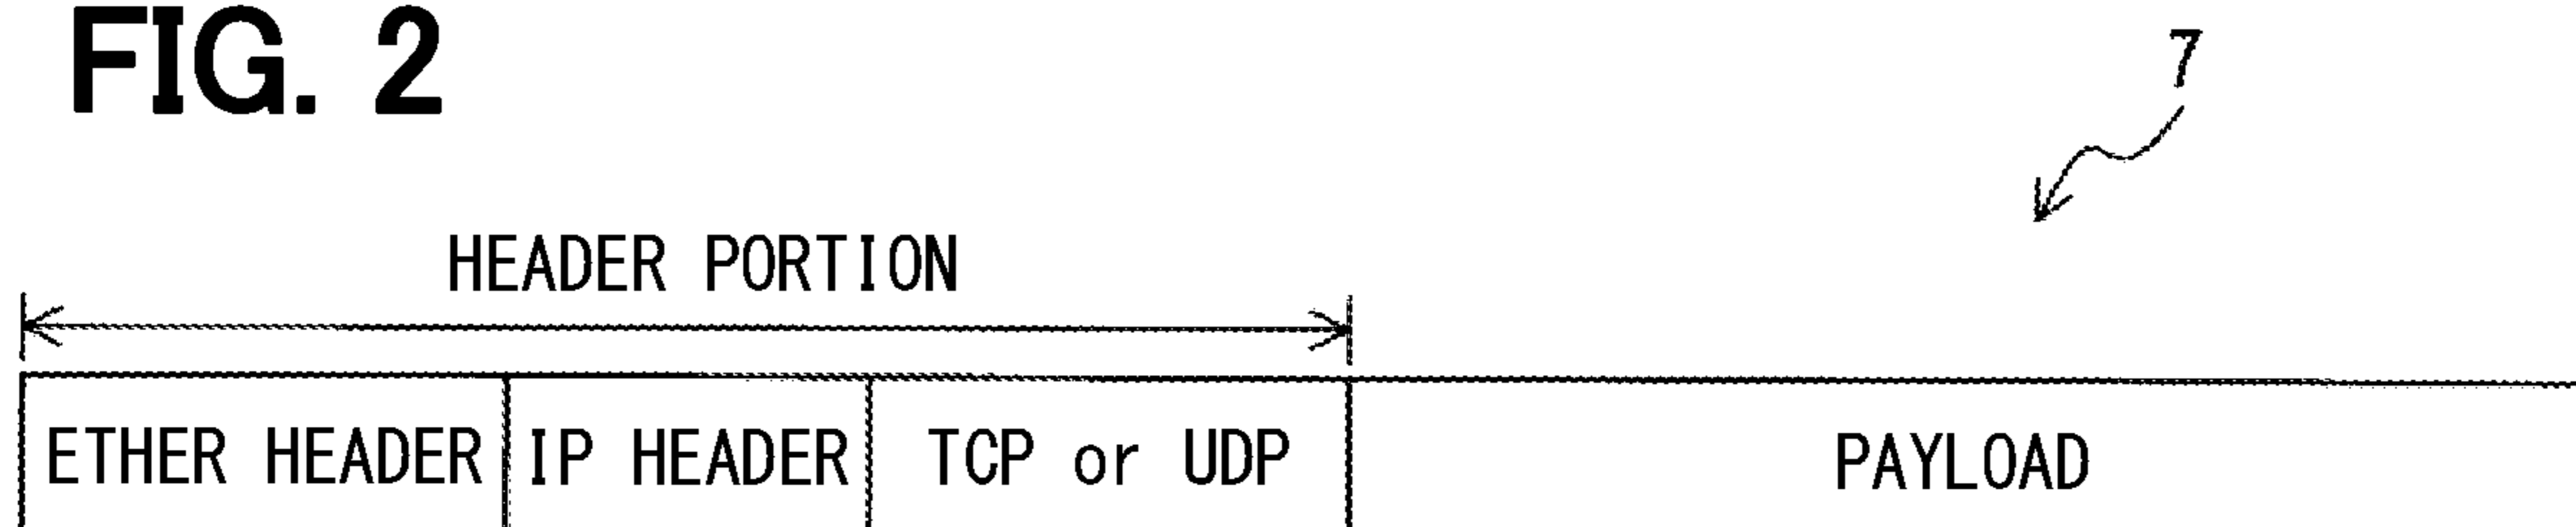 FIG. 2
7
HEADER PORTION
ETHER HEADER IP HEADER TCP or UDP PAYLOAD